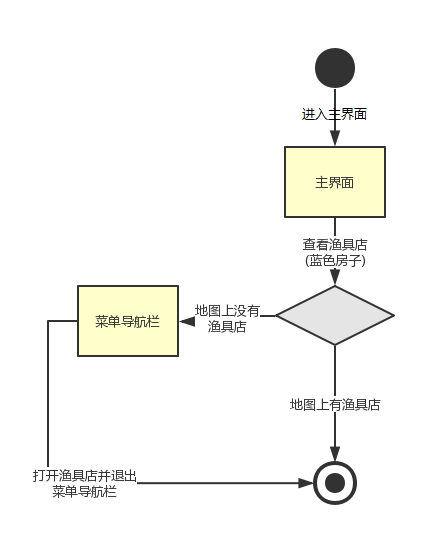 进入主界面
主界面
查看渔具店
(蓝色房子)
地图上没有
渔具店
菜单导航栏
地图上有渔具店
打开渔具店并退出
菜单导航栏